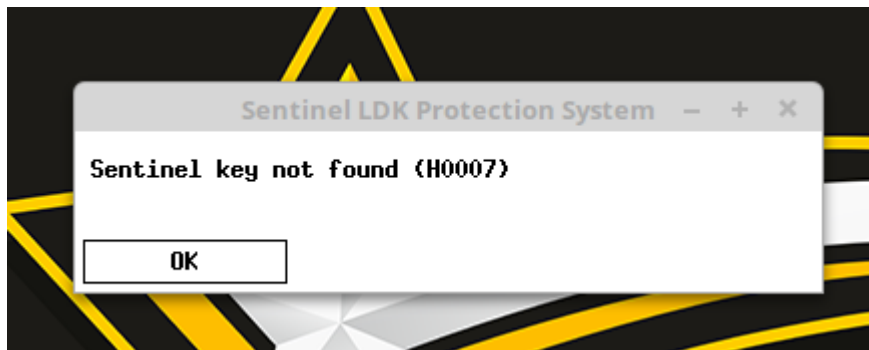 Sentinel LDK Protection System
Sentinel key not found (H0007)
OK